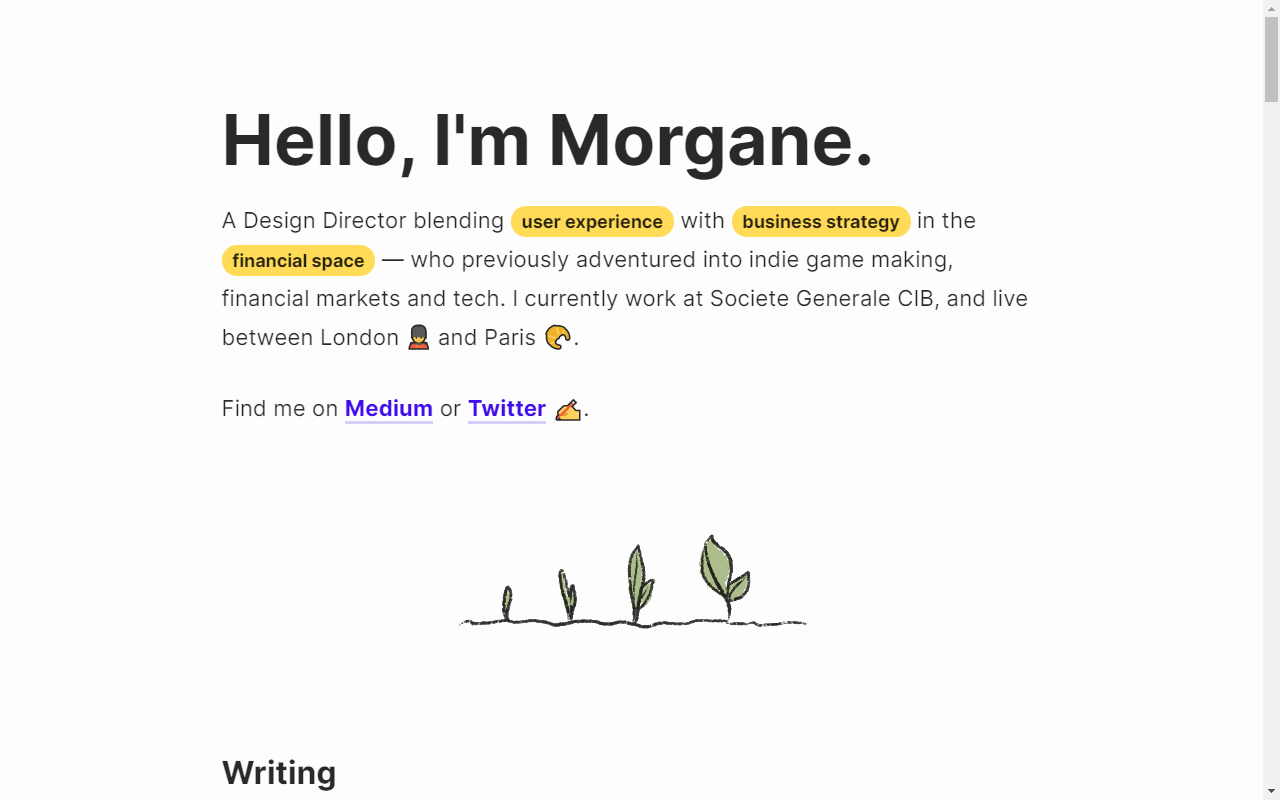 Hello, I'm Morgane.
A Design Director blending user experience with business strategy in the
financial space — who previously adventured into indie game making,
financial markets and tech. I currently work at Societe Generale CIB, and live
between London 💂 and Paris 🥐.
Find me on Medium or Twitter ✍️.
Writing